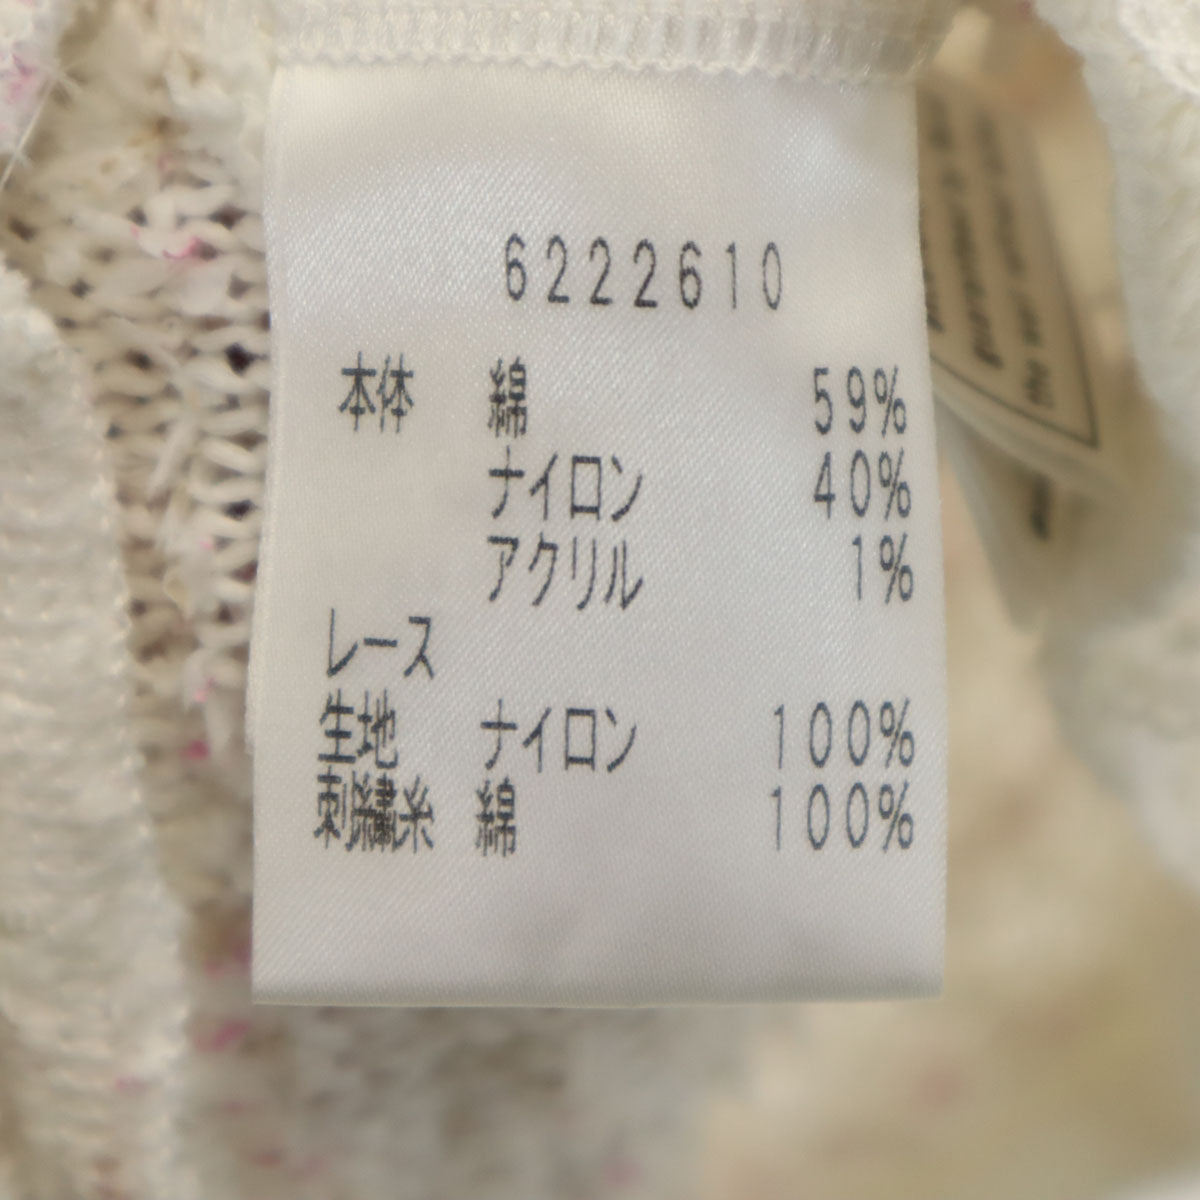 6222610
本体 綿 59%
ナイロン 40%
アクリル 1%
レース
生地 ナイロン 100%
刺繍糸 綿 100%